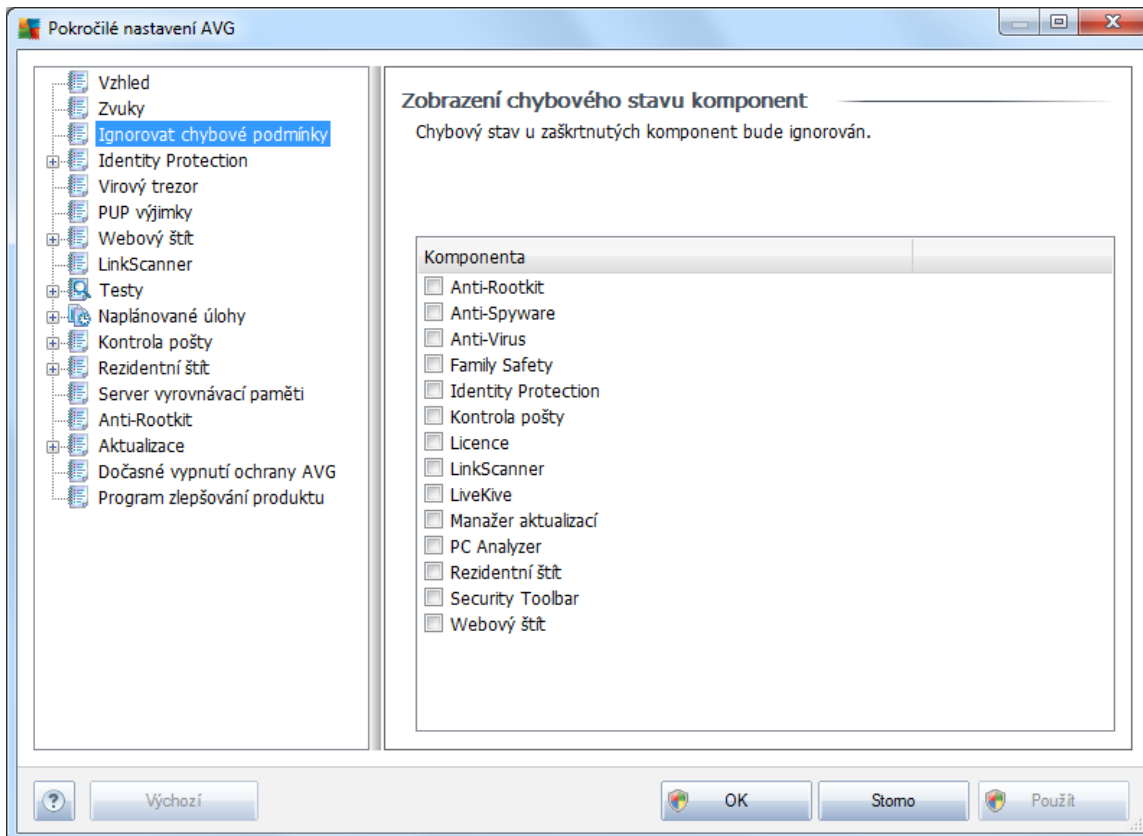 Pokročilé nastavení AVG
Vzhled
Zvuky
Ignorovat chybové podmínky
Identity Protection
Virový trezor
PUP výjimky
Webový štít
LinkScanner
Testy
Naplánované úlohy
Kontrola pošty
Rezidentní štít
Server vyrovnávací paměti
Anti-Rootkit
Aktualizace
Dočasné vypnutí ochrany AVG
Program zlepšování produktu
Zobrazení chybového stavu komponent
Chybový stav u zaškrtnutých komponent bude ignorován.
Komponenta
Anti-Rootkit
Anti-Spyware
Anti-Virus
Family Safety
Identity Protection
Kontrola pošty
Licence
LinkScanner
LiveKive
Manažer aktualizací
PC Analyzer
Rezidentní štít
Security Toolbar
Webový štít
? Výchozí OK Storno Použít